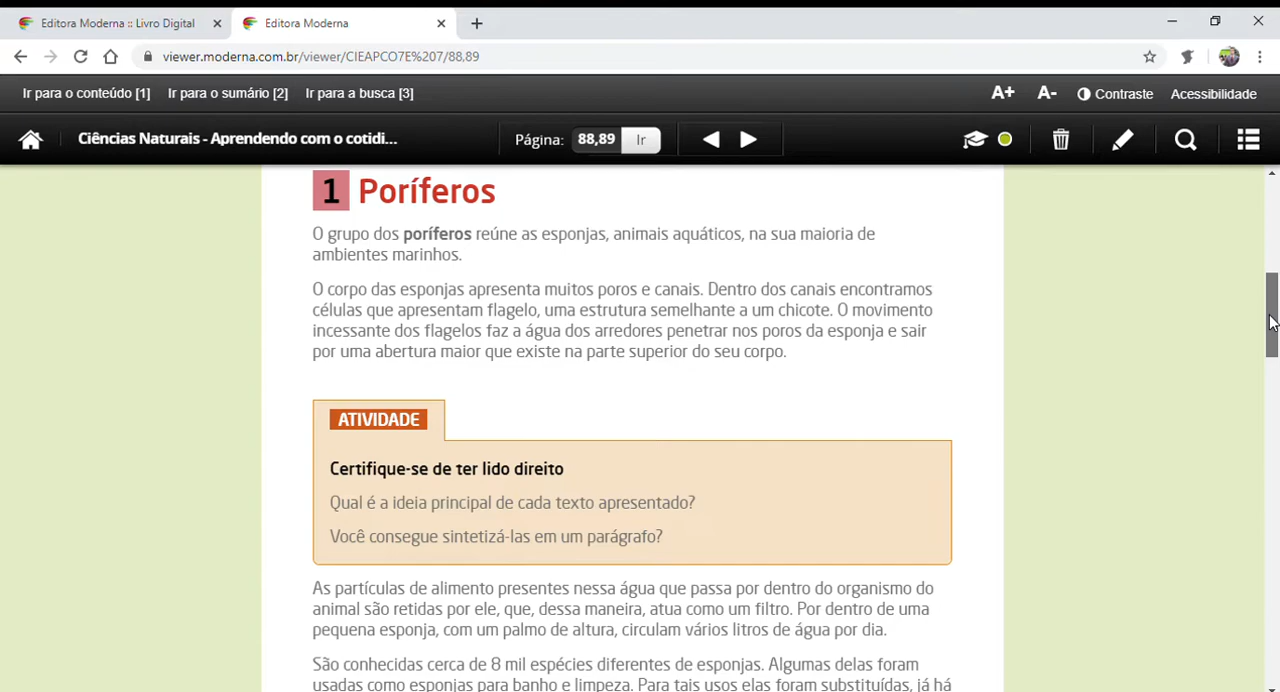 Editora Moderna :: Livro Digital
Editora Moderna
viewer.moderna.com.br/viewer/CIEAPCO7E%207/88,89
Ir para o conteúdo [1] Ir para o sumário [2] Ir para a busca [3] A+ A- Contraste Acessibilidade
Ciências Naturais - Aprendendo com o cotidi... Página: 88,89 Ir
1 Poríferos
O grupo dos poríferos reúne as esponjas, animais aquáticos, na sua maioria de
ambientes marinhos.
O corpo das esponjas apresenta muitos poros e canais. Dentro dos canais encontramos
células que apresentam flagelo, uma estrutura semelhante a um chicote. O movimento
incessante dos flagelos faz a água dos arredores penetrar nos poros da esponja e sair
por uma abertura maior que existe na parte superior do seu corpo.
ATIVIDADE
Certifique-se de ter lido direito
Qual é a ideia principal de cada texto apresentado?
Você consegue sintetizá-las em um parágrafo?
As partículas de alimento presentes nessa água que passa por dentro do organismo do
animal são retidas por ele, que, dessa maneira, atua como um filtro. Por dentro de uma
pequena esponja, com um palmo de altura, circulam vários litros de água por dia.
São conhecidas cerca de 8 mil espécies diferentes de esponjas. Algumas delas foram
usadas como esponjas para banho e limpeza. Para tais usos elas foram substituídas, já há